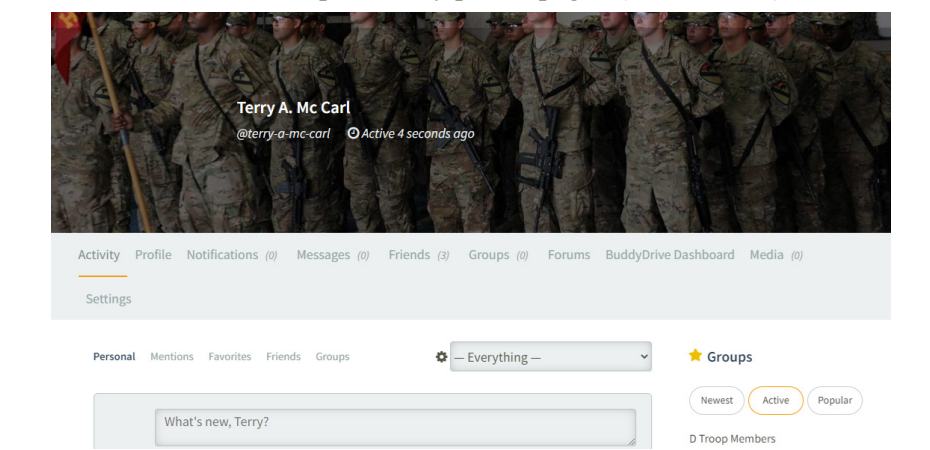 Terry A. Mc Carl
@terry-a-mc-carl Active 4 seconds ago
Activity Profile Notifications (0) Messages (0) Friends (3) Groups (0) Forums BuddyDrive Dashboard Media (0)
Settings
Personal Mentions Favorites Friends Groups — Everything —
Groups
Newest Active Popular
What's new, Terry?
D Troop Members